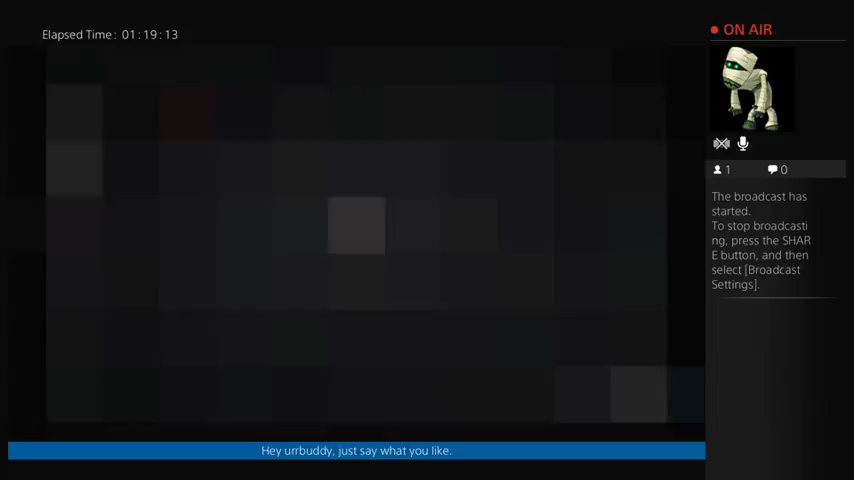 Elapsed Time: 01:19:13
ON AIR
1 0
The broadcast has
started.
To stop broadcasti
ng, press the SHAR
E button, and then
select [Broadcast
Settings].
Hey urrbuddy, just say what you like.